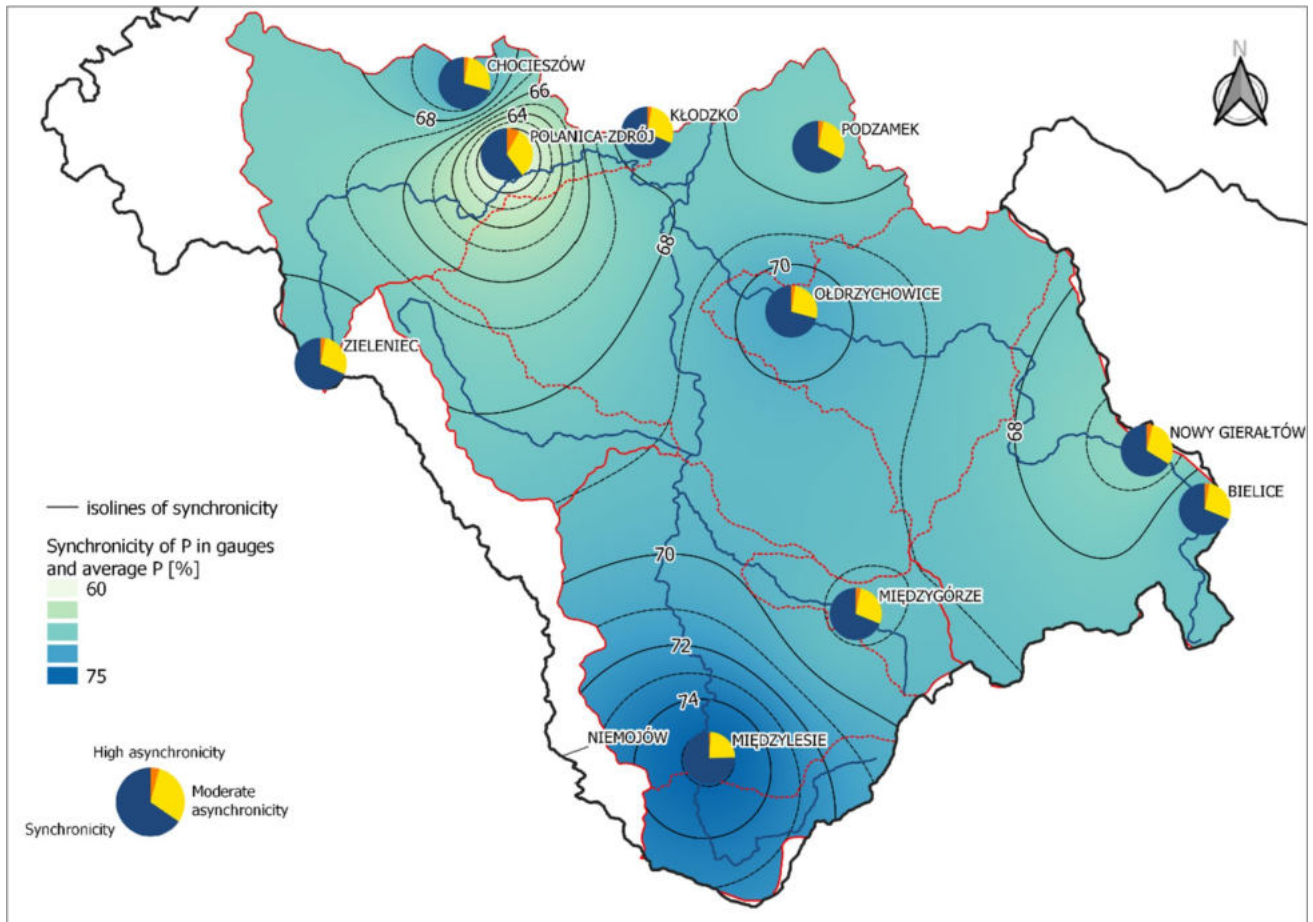 N
CHOCIESZÓW
66
68
64
KŁODZKO
POLANICA-ZDRÓJ
PODZAMEK
68
70
OŁDRZYCHOWICE
ZIELENIEC
68
NOWY GIERAŁTÓW
BIELICE
isolines of synchronicity
Synchronicity of P in gauges
and average P [%]
60
75
70
MIĘDZYGÓRZE
72
74
NIEMOJÓW
MIĘDZYLESIE
High asynchronicity
Moderate
asynchronicity
Synchronicity